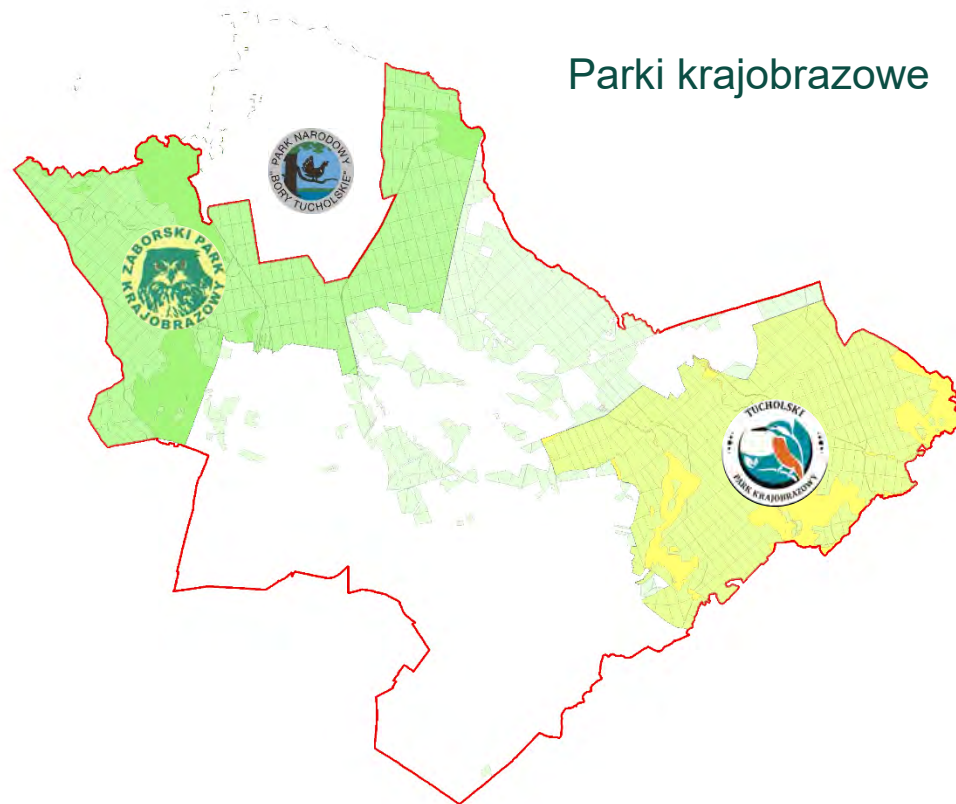 Parki krajobrazowe
PARK NARODOWY
„BORY TUCHOLSKIE”
ZABORSKI PARK
KRAJOBRAZOWY
TUCHOLSKI
PARK KRAJOBRAZOWY